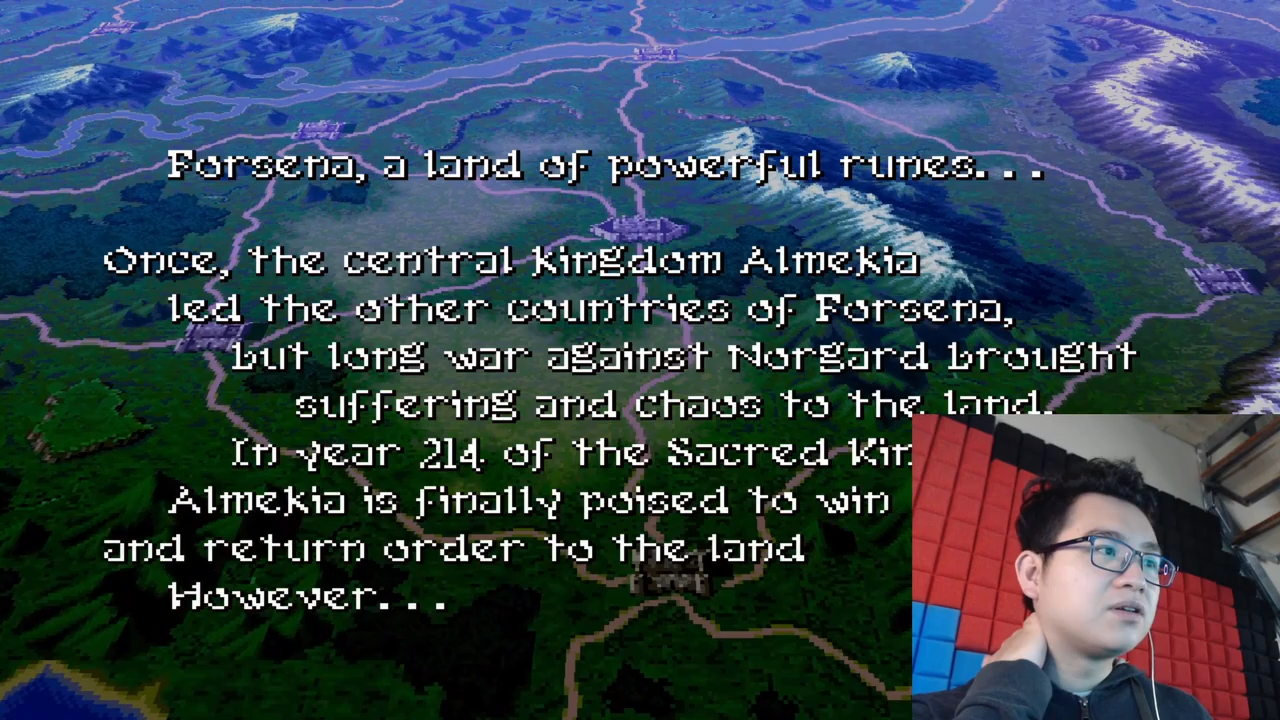 Forsena, a land of powerful runes...
Once, the central kingdom Almekia
led the other countries of Forsena,
but long war against Norgard brought
suffering and chaos to the land.
In year 214 of the Sacred
Almekia is finally poised to win
and return order to the land
However...